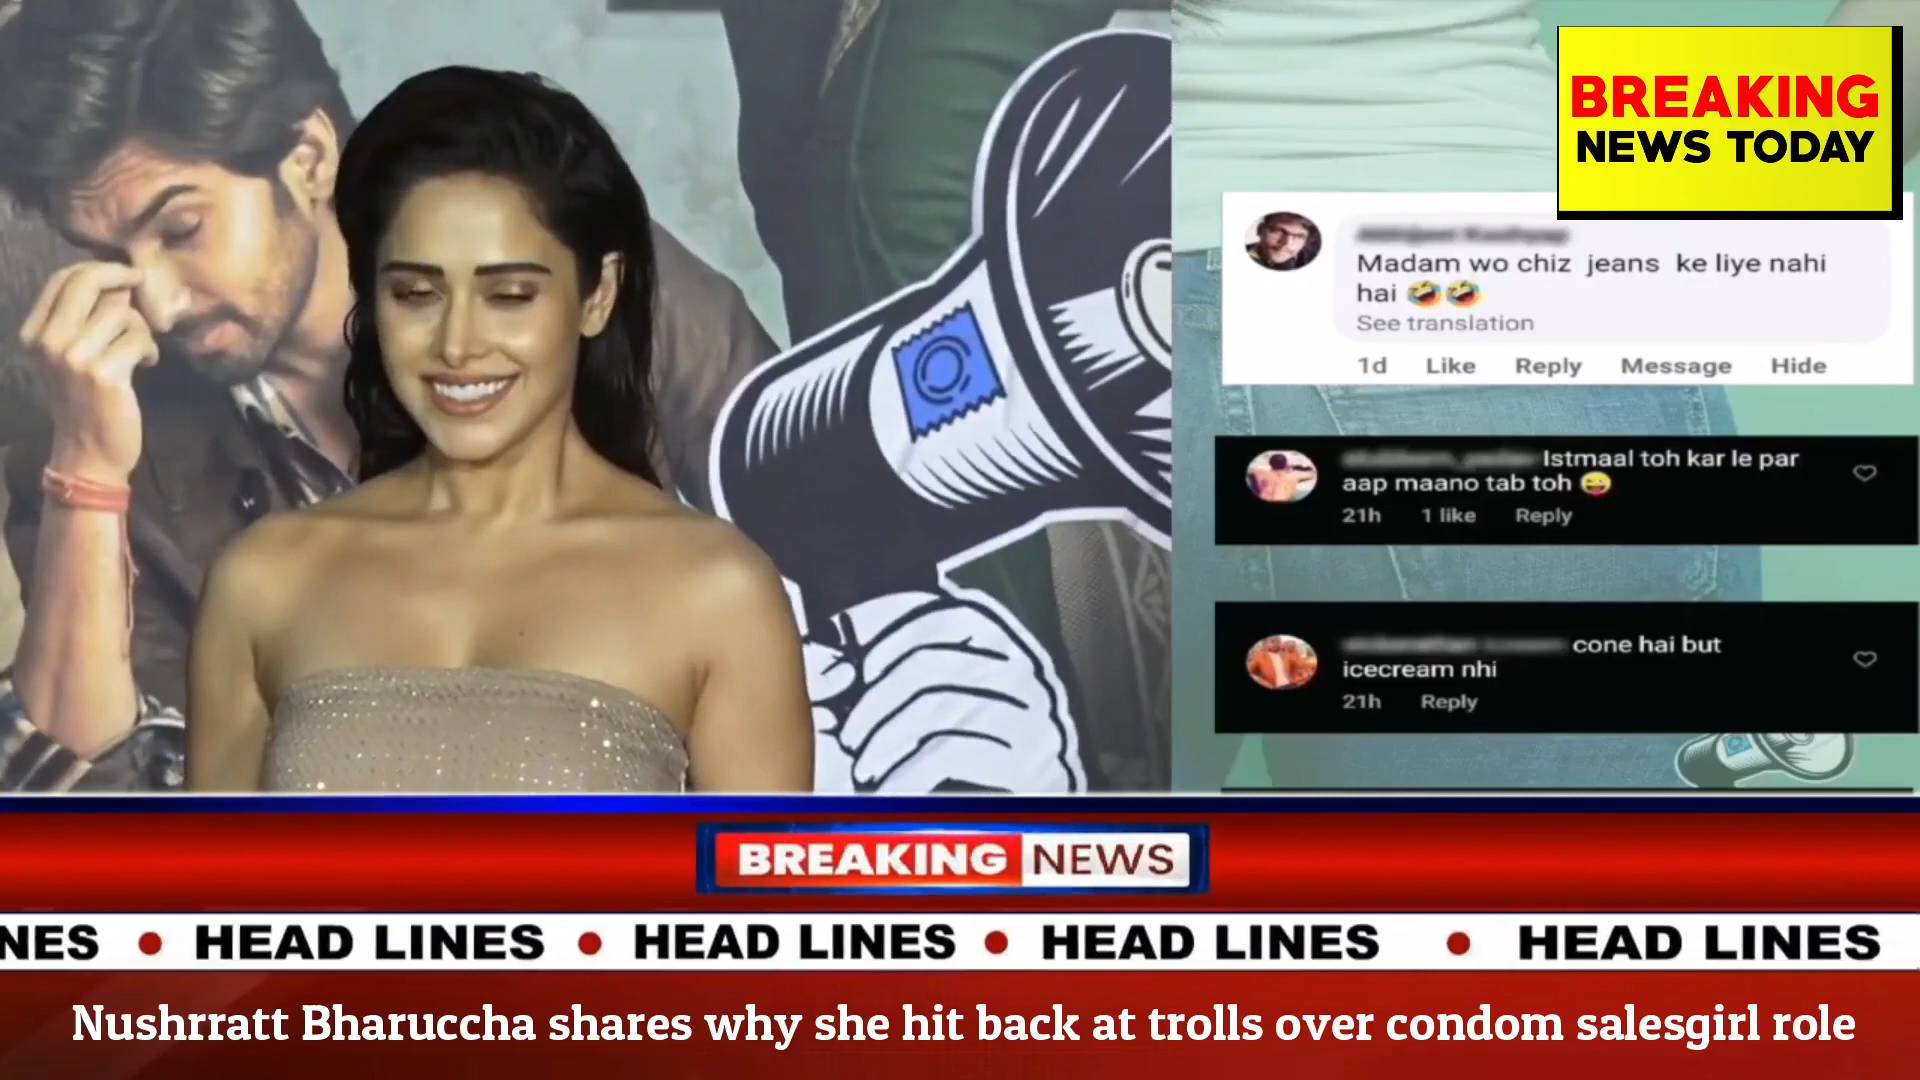 BREAKING
NEWS TODAY
Madam wo chiz jeans ke liye nahi
hai 🤣🤣
See translation
1d Like Reply Message Hide
Istmaal toh kar le par
aap maano tab toh 😜
21h 1 like Reply
cone hai but
icecream nhi
21h Reply
BREAKING NEWS
NES • HEAD LINES • HEAD LINES • HEAD LINES • HEAD LINES
Nushrratt Bharuccha shares why she hit back at trolls over condom salesgirl role